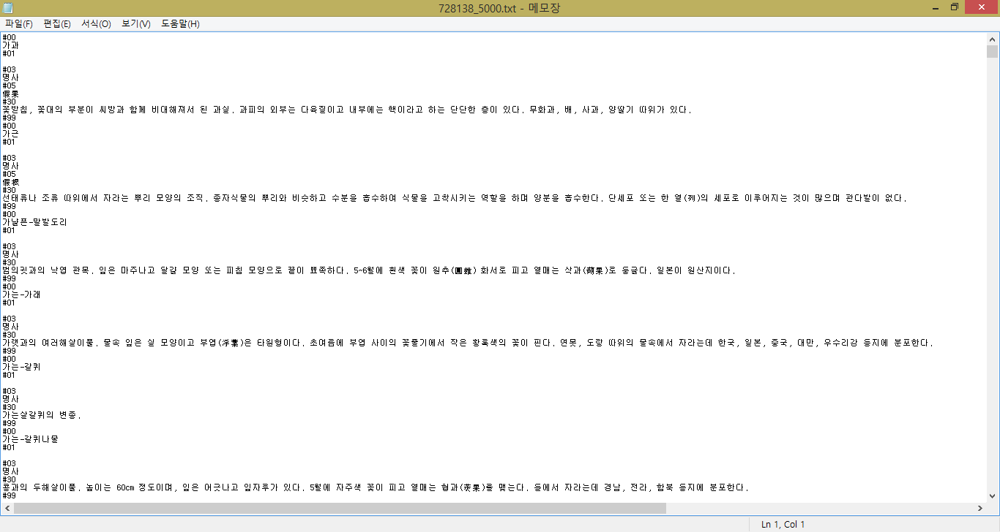 728138_5000.txt - 메모장
파일(F) 편집(E) 서식(O) 보기(V) 도움말(H)
#00
가과
#01
#03
명사
#05
假果
#30
꽃받침, 꽃대의 부분이 씨방과 함께 비대해져서 된 과실. 과피의 외부는 다육질이고 내부에는 핵이라고 하는 단단한 층이 있다. 무화과, 배, 사과, 양딸기 따위가 있다.
#99
#00
가근
#01
#03
명사
#05
假根
#30
선태류나 조류 따위에서 자라는 뿌리 모양의 조직. 종자식물의 뿌리와 비슷하고 수분을 흡수하여 식물을 고착시키는 역할을 하며 양분을 흡수한다. 단세포 또는 한 열(列)의 세포로 이루어지는 것이 많으며 관다발이 없다.
#99
#00
가냘픈-말발도리
#01
#03
명사
#30
범의귓과의 낙엽 관목. 잎은 마주나고 달걀 모양 또는 피침 모양으로 끝이 뾰족하다. 5~6월에 흰색 꽃이 원추(圓錐) 화서로 피고 열매는 삭과(蒴果)로 둥글다. 일본이 원산지이다.
#99
#00
가는-가래
#01
#03
명사
#30
가랫과의 여러해살이풀. 물속 잎은 실 모양이고 부엽(浮葉)은 타원형이다. 초여름에 부엽 사이의 꽃줄기에서 작은 황록색의 꽃이 핀다. 연못, 도랑 따위의 물속에서 자라는데 한국, 일본, 중국, 대만, 우수리강 등지에 분포한다.
#99
#00
가는-갈퀴
#01
#03
명사
#30
가는살갈퀴의 변종.
#99
#00
가는-갈퀴나물
#01
#03
명사
#30
콩과의 두해살이풀. 높이는 60cm 정도이며, 잎은 어긋나고 잎자루가 있다. 5월에 자주색 꽃이 피고 열매는 협과(莢果)을 맺는다. 들에서 자라는데 경남, 전라, 함북 등지에 분포한다.
#99
Ln 1, Col 1